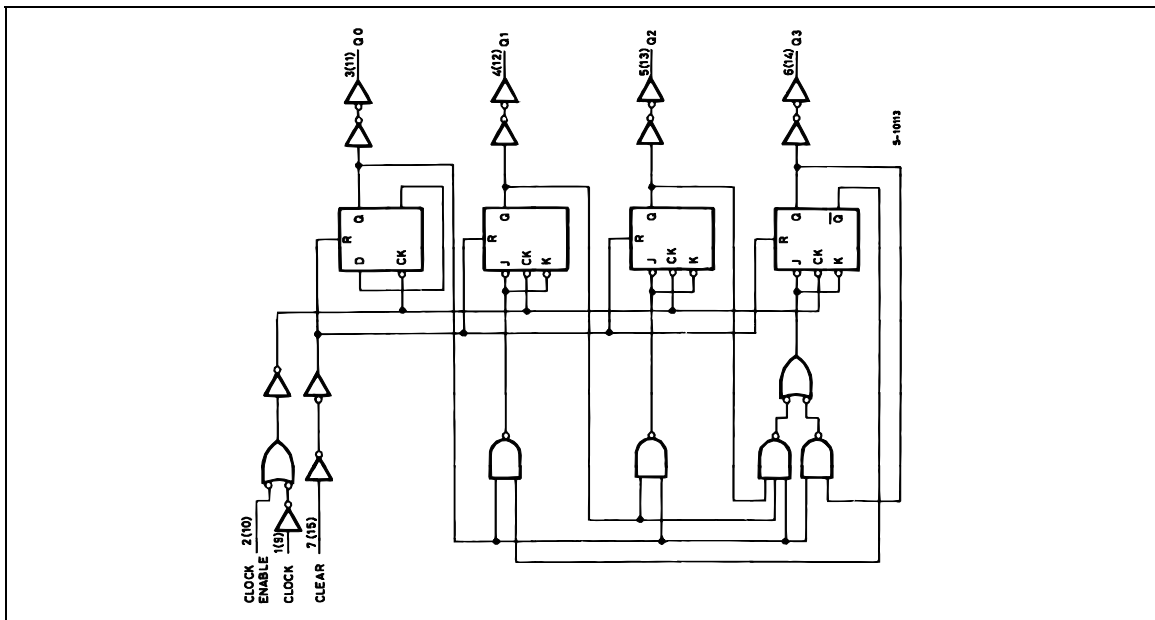 3(11) Q0
4(12) Q1
5(13) Q2
6(14) Q3
S-10113
Q
R
D
CK
Q
R
J
CK
K
Q
R
J
CK
K
Q
Q
R
J
CK
K
CLOCK ENABLE 2(10)
CLOCK 1(9)
CLEAR 7(15)